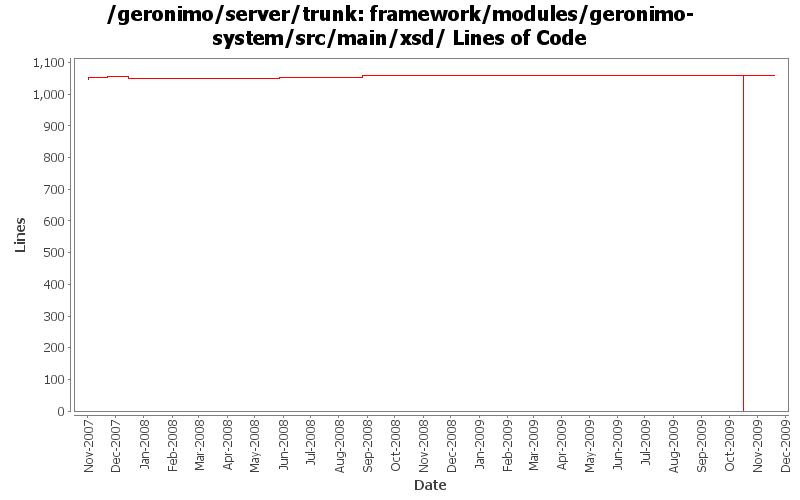 /geronimo/server/trunk: framework/modules/geronimo-
system/src/main/xsd/ Lines of Code
1,100
1,000
900
800
700
600
500
400
300
200
100
0
Lines
Nov-2007
Dec-2007
Jan-2008
Feb-2008
Mar-2008
Apr-2008
May-2008
Jun-2008
Jul-2008
Aug-2008
Sep-2008
Oct-2008
Nov-2008
Dec-2008
Jan-2009
Feb-2009
Mar-2009
Apr-2009
May-2009
Jun-2009
Jul-2009
Aug-2009
Sep-2009
Oct-2009
Nov-2009
Dec-2009
Date